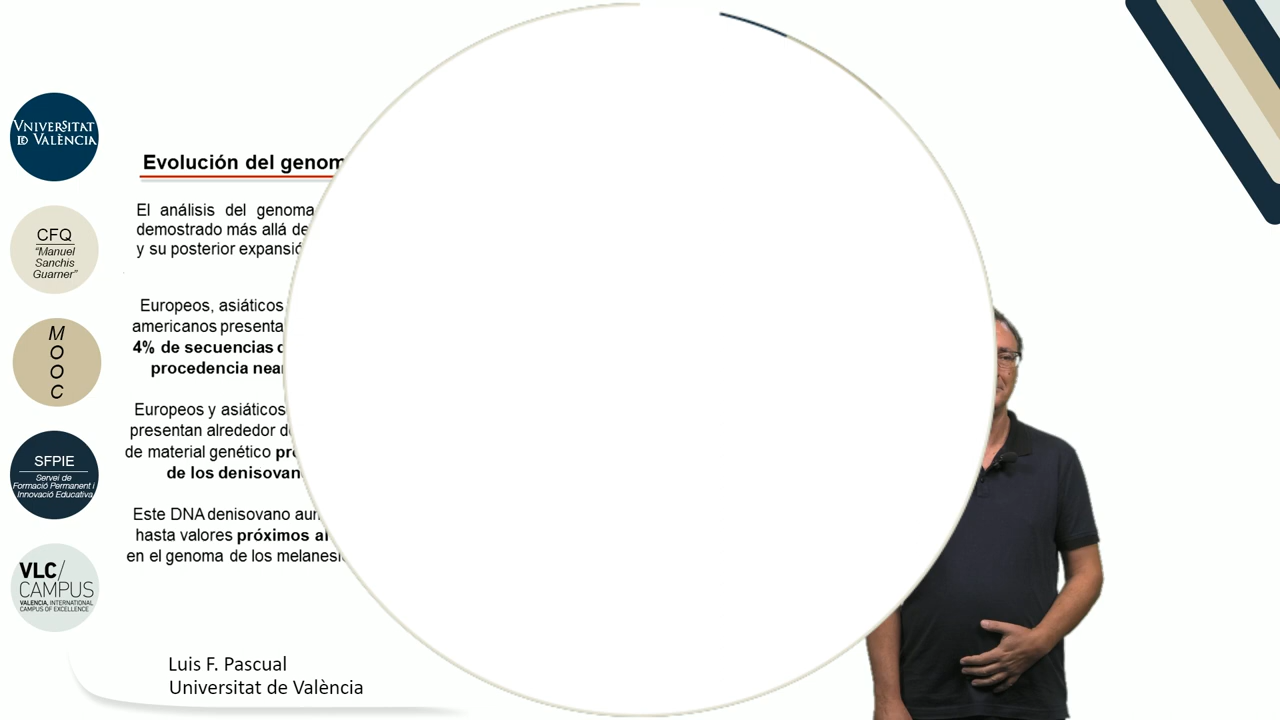 VNIVERSITAT
ID VALÈNCIA
CFQ
"Manuel
Sanchis
Guarner"
M
O
O
C
SFPIE
Servei de
Formació Permanent i
Innovació Educativa
VLC/
CAMPUS
VALENCIA, INTERNATIONAL
CAMPUS OF EXCELLENCE
Evolución del genom
El análisis del genoma
demostrado más allá de
y su posterior expansió
Europeos, asiáticos
americanos presenta
4% de secuencias
procedencia nea
Europeos y asiáticos
presentan alrededor d
de material genético pr
de los denisovan
Este DNA denisovano au
hasta valores próximos al
en el genoma de los melanes
Luis F. Pascual
Universitat de València